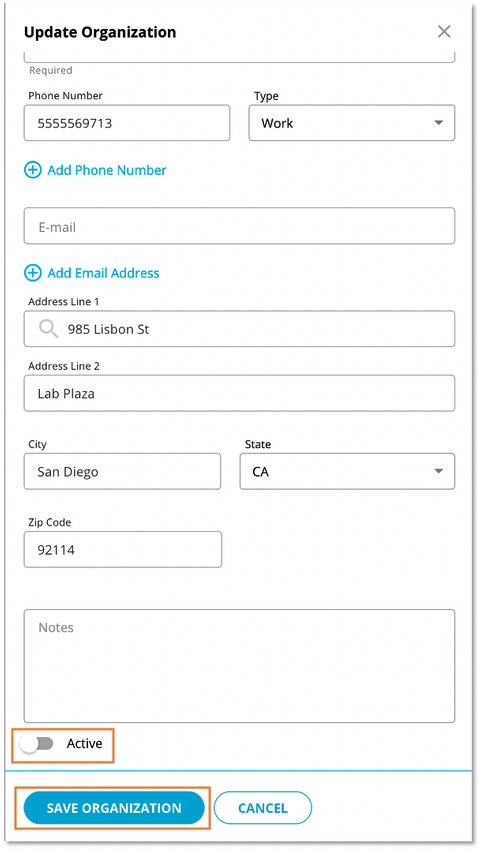 Update Organization
Required
Phone Number
Type
5555569713
Work
Add Phone Number
E-mail
Add Email Address
Address Line 1
985 Lisbon St
Address Line 2
Lab Plaza
City
State
San Diego
CA
Zip Code
92114
Notes
Active
SAVE ORGANIZATION
CANCEL